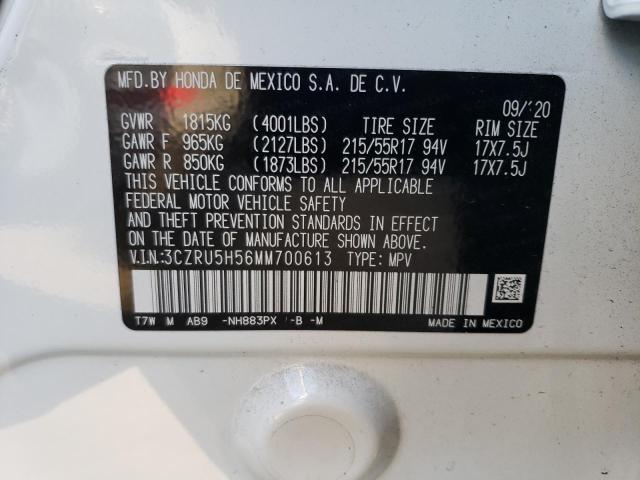 MFD.BY HONDA DE MEXICO S.A. DE C.V.
09/'20
GVWR 1815KG (4001LBS) TIRE SIZE RIM SIZE
GAWR F 965KG (2127LBS) 215/55R17 94V 17X7.5J
GAWR R 850KG (1873LBS) 215/55R17 94V 17X7.5J
THIS VEHICLE CONFORMS TO ALL APPLICABLE
FEDERAL MOTOR VEHICLE SAFETY
AND THEFT PREVENTION STANDARDS IN EFFECT
ON THE DATE OF MANUFACTURE SHOWN ABOVE.
V.I.N:3CZRU5H56MM700613 TYPE: MPV
T7W M AB9 -NH883PX -B -M MADE IN MEXICO